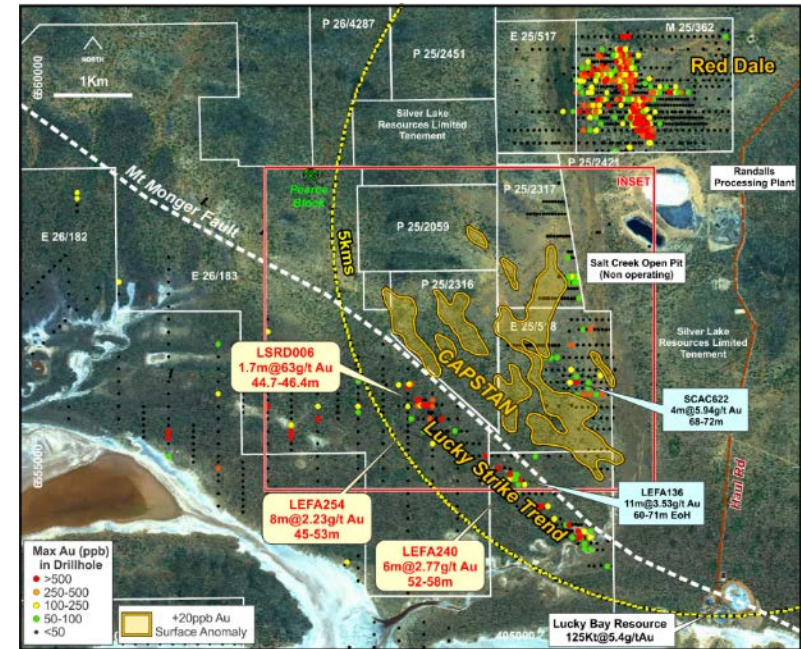 P 26/4287
P 25/2451
E 25/517
M 25/362
Red Dale
NORTH
1Km
6560000
Silver Lake
Resources Limited
Tenement
P 25/2421
Mt Monger Fault
Pearce
Block
P 25/2317
INSET
Randalls
Processing Plant
5kms
P 25/2059
E 26/182
E 26/183
Salt Creek Open Pit
(Non operating)
P 25/2316
E 25/518
Silver Lake
Resources Limited
Tenement
LSRD006
1.7m@63g/t Au
44.7-46.4m
CAPSTAN
SCAC622
4m@5.94g/t Au
68-72m
6555000
Lucky Strike Trend
LEFA136
11m@3.53g/t Au
60-71m EoH
Haul Rd
LEFA254
8m@2.23g/t Au
45-53m
LEFA240
6m@2.77g/t Au
52-58m
Max Au (ppb)
in Drillhole
>500
250-500
100-250
50-100
<50
+20ppb Au
Surface Anomaly
405000
Lucky Bay Resource
125Kt@5.4g/tAu